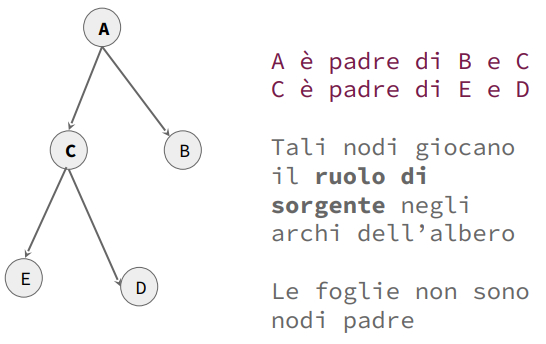 A
C
B
E
D
A è padre di B e C
C è padre di E e D
Tali nodi giocano
il ruolo di
sorgente negli
archi dell'albero
Le foglie non sono
nodi padre